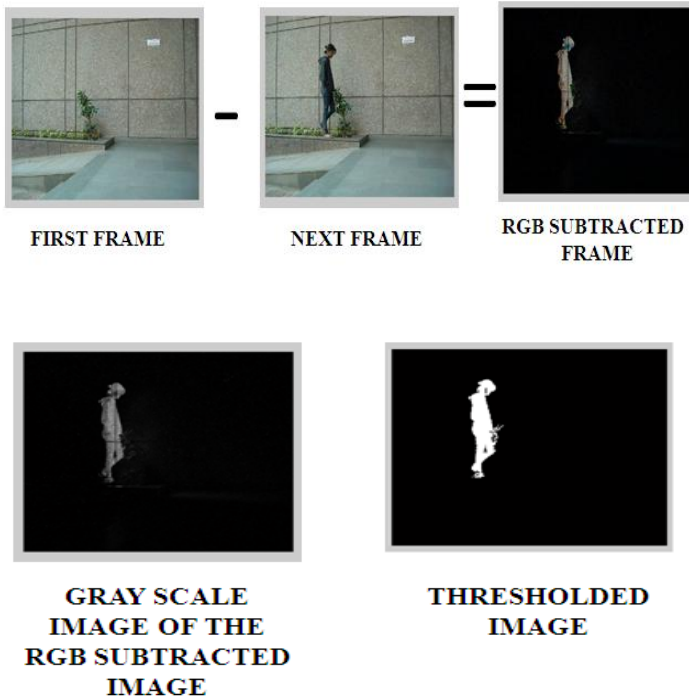 FIRST FRAME
NEXT FRAME
RGB SUBTRACTED
FRAME
GRAY SCALE
IMAGE OF THE
RGB SUBTRACTED
IMAGE
THRESHOLDED
IMAGE